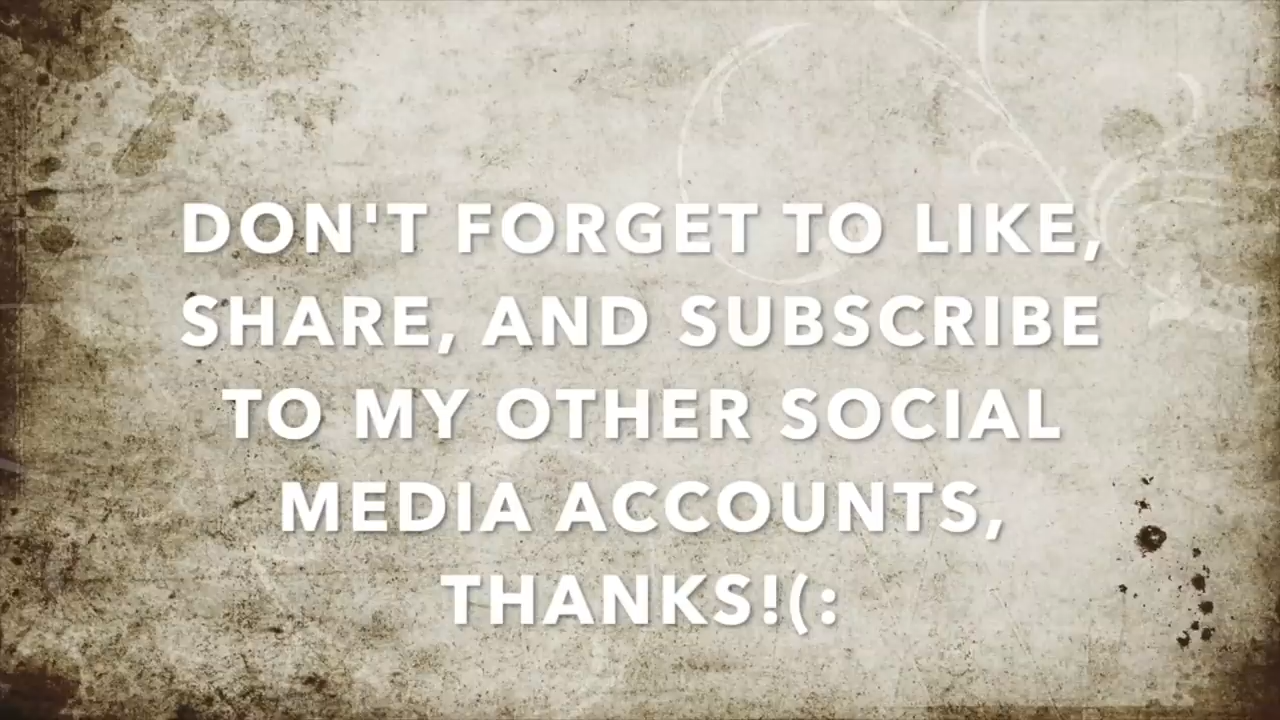 DON'T FORGET TO LIKE,
SHARE, AND SUBSCRIBE
TO MY OTHER SOCIAL
MEDIA ACCOUNTS,
THANKS!(: